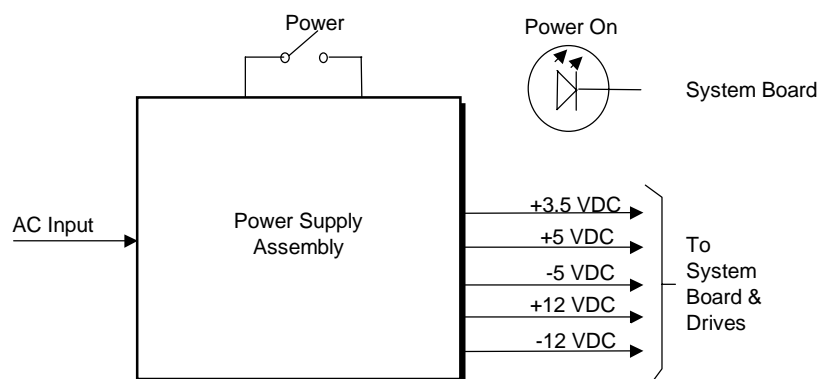 Power
Power On
System Board
AC Input
Power Supply
Assembly
+3.5 VDC
+5 VDC
-5 VDC
+12 VDC
-12 VDC
To
System
Board &
Drives